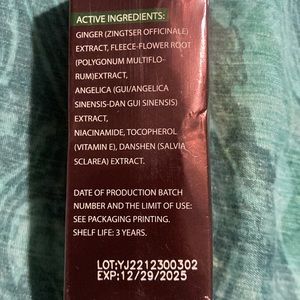 ACTIVE INGREDIENTS:
GINGER (ZINGTSER OFFICINALE)
EXTRACT, FLEECE-FLOWER ROOT
(POLYGONUM MULTIFLO-
RUM)EXTRACT,
ANGELICA (GUI/ANGELICA
SINENSIS-DAN GUI SINENSIS)
EXTRACT,
NIACINAMIDE, TOCOPHEROL
(VITAMIN E), DANSHEN (SALVIA
SCLAREA) EXTRACT.
DATE OF PRODUCTION BATCH
NUMBER AND THE LIMIT OF USE:
SEE PACKAGING PRINTING.
SHELF LIFE: 3 YEARS.
LOT:YJ2212300302
EXP:12/29/2025